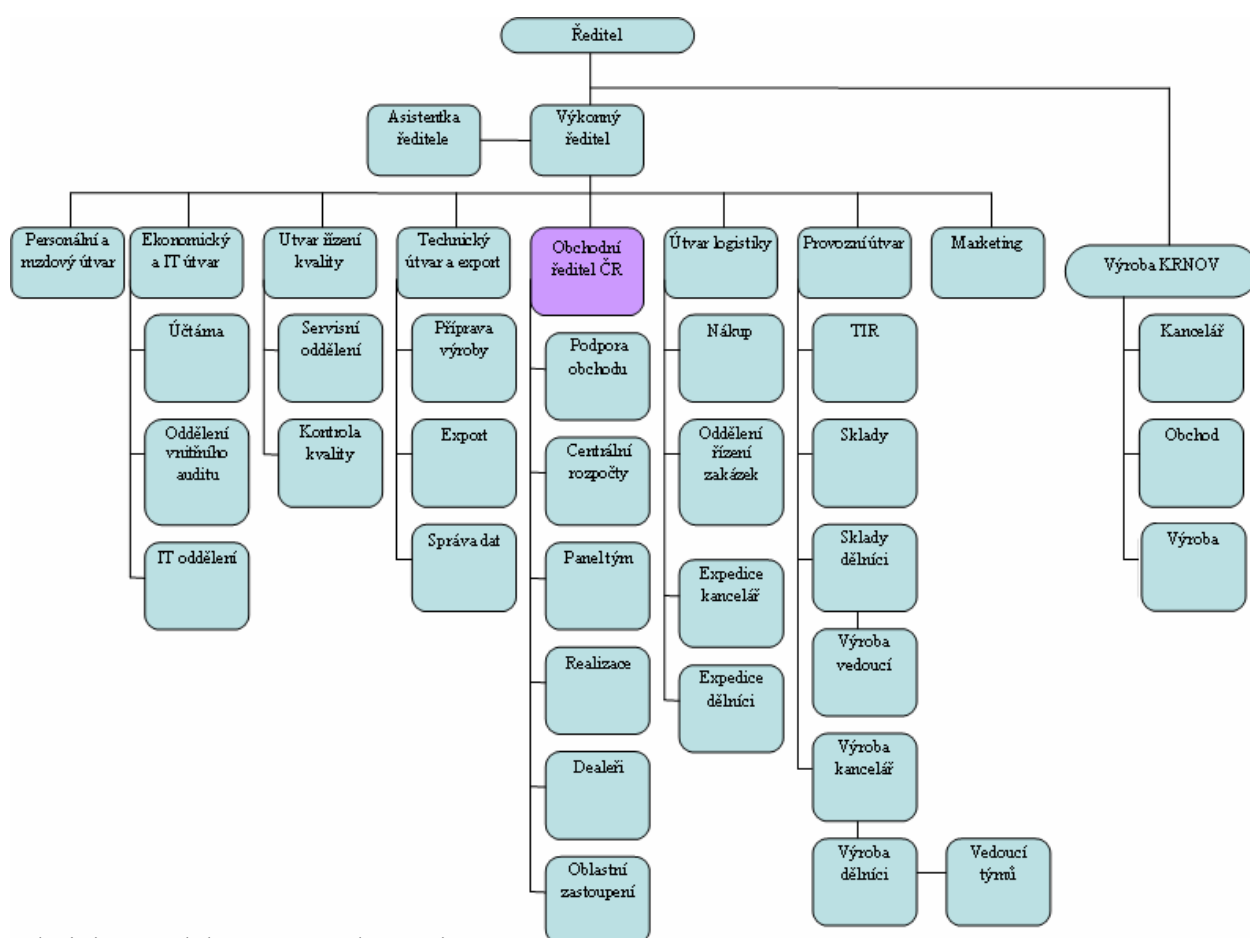 Ředitel
Asistentka
ředitele
Výkonný
ředitel
Personální a
mzdový útvar
Ekonomický
a IT útvar
Utvar řízení
kvality
Technický
útvar a export
Obchodní
ředitel ČR
Útvar logistiky
Provozní útvar
Marketing
Výroba KRNOV
Účtárna
Servisní
oddělení
Příprava
výroby
Podpora
obchodu
Nákup
TIR
Kancelář
Oddělení
vnitřního
auditu
Kontrola
kvality
Export
Centrální
rozpočty
Oddělení
řízení
zakázek
Sklady
Obchod
IT oddělení
Správa dat
Panel tým
Expedice
kancelář
Sklady
dělníci
Výroba
Realizace
Expedice
dělníci
Výroba
vedoucí
Dealeři
Výroba
kancelář
Oblastní
zastoupení
Výroba
dělníci
Vedoucí
týmů